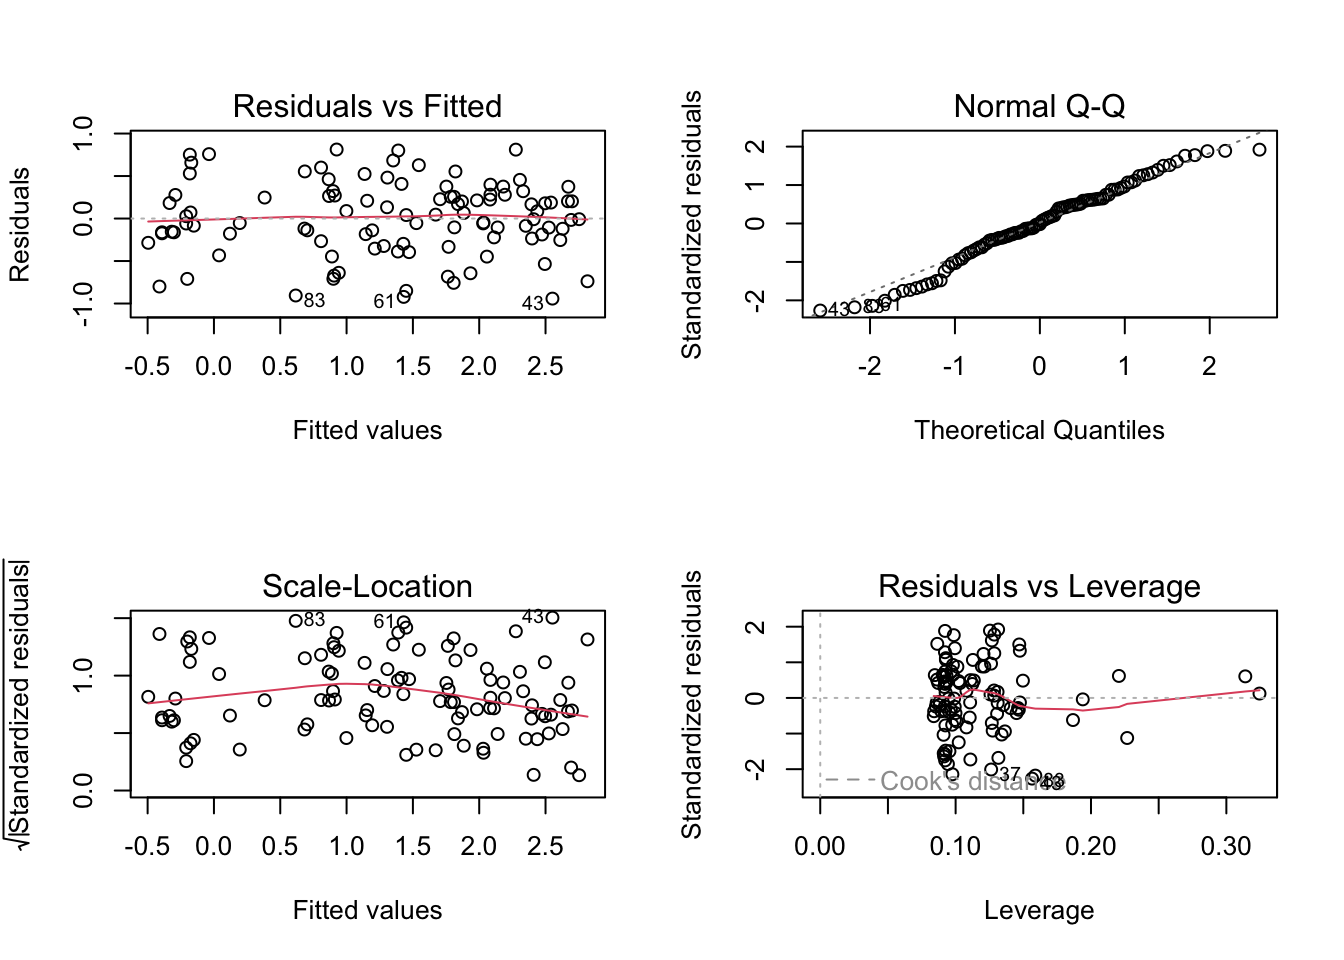 Residuals vs Fitted
Residuals
1.0
0.0
-1.0
83
61
43
-0.5 0.0 0.5 1.0 1.5 2.0 2.5
Fitted values
Normal Q-Q
Standardized residuals
2
1
0
-2
43
-2 -1 0 1 2
Theoretical Quantiles
Scale-Location
√|Standardized residuals|
1.0
0.0
83
61
43
-0.5 0.0 0.5 1.0 1.5 2.0 2.5
Fitted values
Residuals vs Leverage
Standardized residuals
2
0
-2
37
Cook's distance
0.00 0.10 0.20 0.30
Leverage